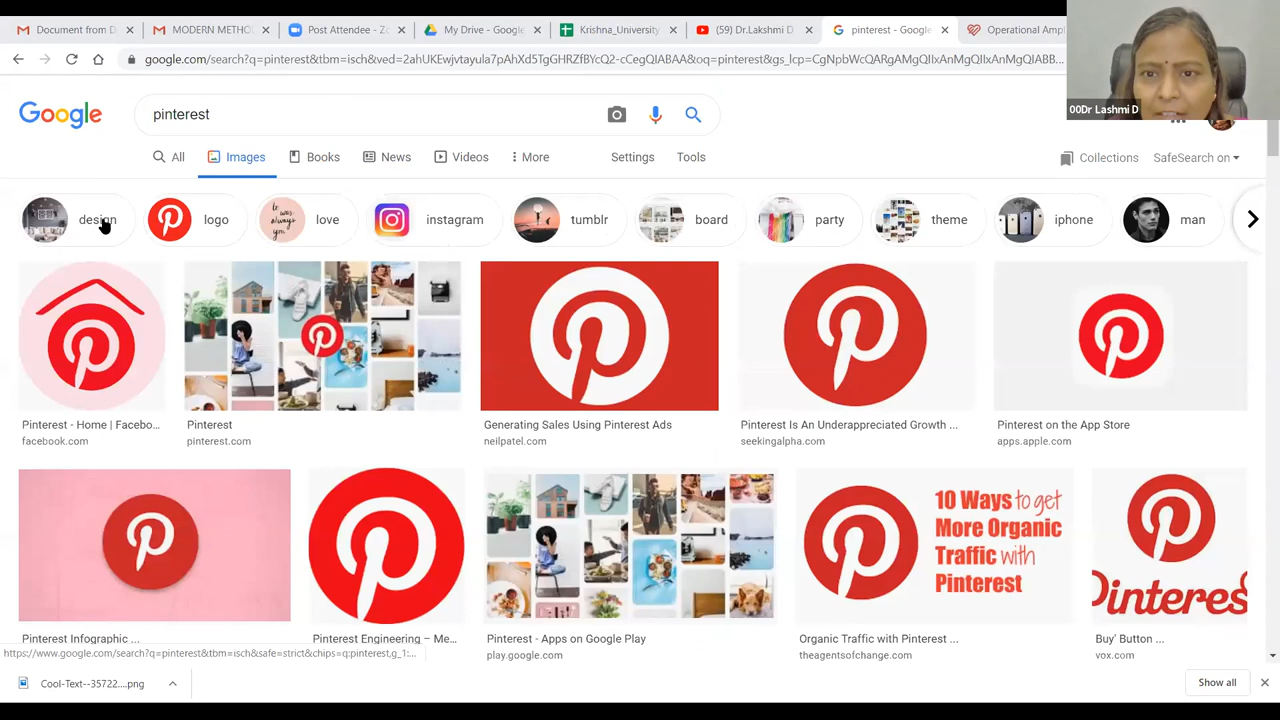 Document from D
MODERN METHO
Post Attendee - Zo
My Drive - Google
Krishna_University
(59) Dr.Lakshmi D
pinterest - Google
Operational Amp
google.com/search?q=pinterest&tbm=isch&ved=2ahUKEwjvtayula7pAhXd5TgGHRZfBYcQ2-cCegQIABAA&oq=pinterest&gs_lcp=CgNpbWcQARgAMgQIIxAnMgQIIxAnMgQIABB...
00Dr Lashmi D
Google
pinterest
All
Images
Books
News
Videos
More
Settings
Tools
Collections
SafeSearch on
design
logo
it was always you
love
instagram
tumblr
board
party
theme
iphone
man
Pinterest - Home | Facebo...
facebook.com
Pinterest
pinterest.com
Generating Sales Using Pinterest Ads
neilpatel.com
Pinterest Is An Underappreciated Growth ...
seekingalpha.com
Pinterest on the App Store
apps.apple.com
10 Ways to get
More Organic
Traffic with
Pinterest
Pinteres
Pinterest Infographic ...
Pinterest Engineering – Me...
Pinterest - Apps on Google Play
play.google.com
Organic Traffic with Pinterest ...
theagentsofchange.com
Buy' Button ...
vox.com
https://www.google.com/search?q=pinterest&tbm=isch&safe=strict&chips=q:pinterest,g_1:...
Cool-Text--35722....png
Show all